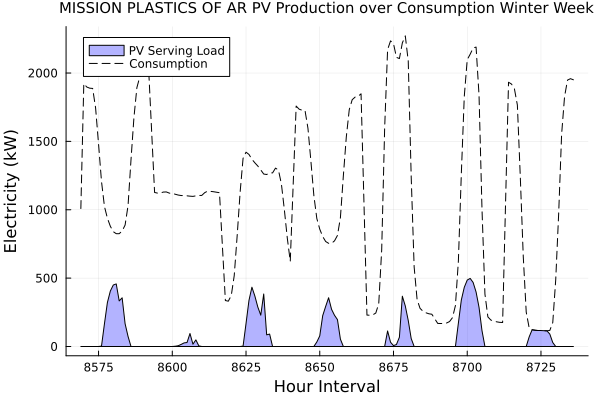 MISSION PLASTICS OF AR PV Production over Consumption Winter Week
PV Serving Load
Consumption
Electricity (kW)
2000
1500
1000
500
0
8575 8600 8625 8650 8675 8700 8725
Hour Interval